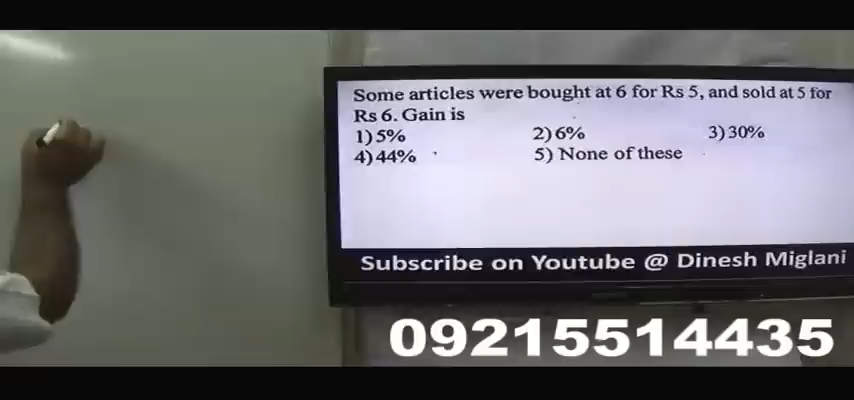 Some articles were bought at 6 for Rs 5, and sold at 5 for
Rs 6. Gain is
1) 5% 2) 6% 3) 30%
4) 44% 5) None of these
Subscribe on Youtube @ Dinesh Miglani
09215514435